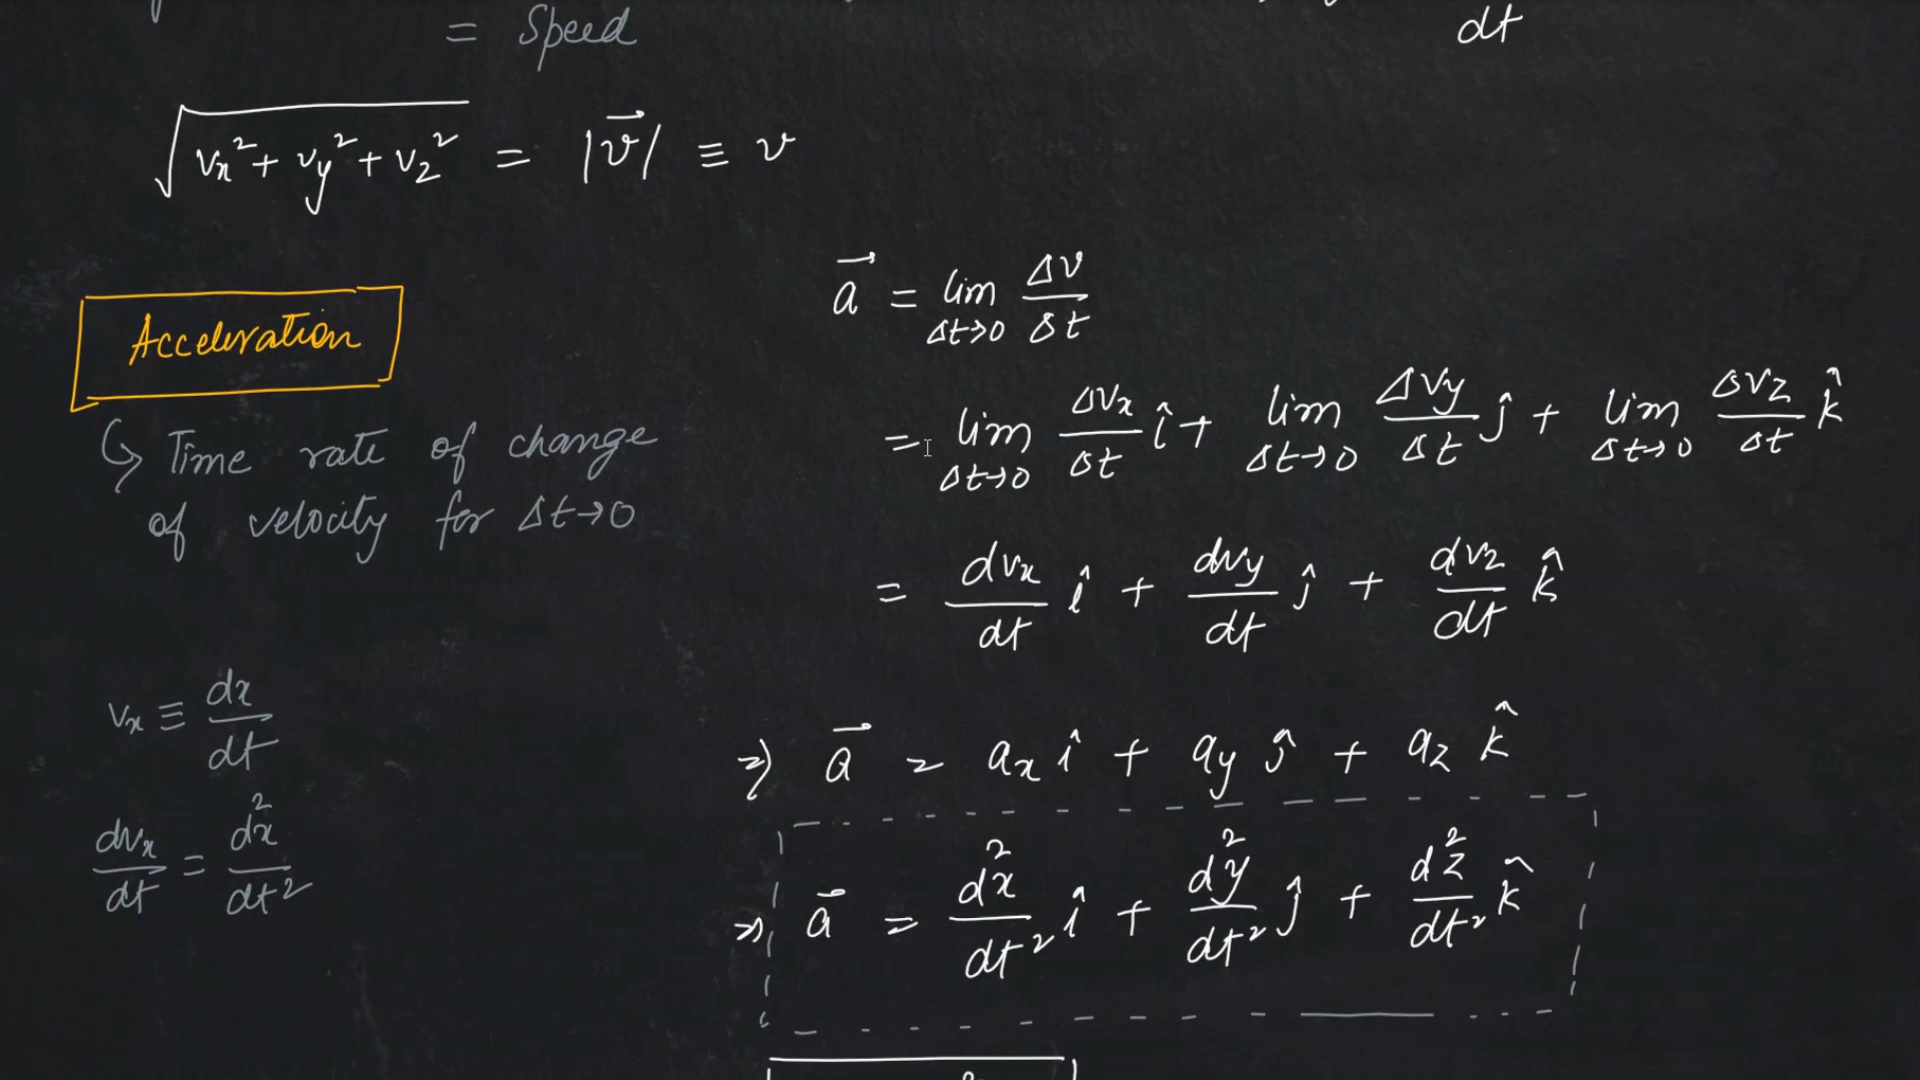 = Speed
dt
√(vx² + vy² + vz²) = |v⃗| ≡ v
Acceleration
↳ Time rate of change
of velocity for Δt→0
vx ≡ dx/dt
dvx/dt = d²x/dt²
a⃗ = lim Δt→0 Δv/Δt
= lim Δt→0 Δvx/Δt î + lim Δt→0 Δvy/Δt ĵ + lim Δt→0 Δvz/Δt k̂
= dvx/dt î + dvy/dt ĵ + dvz/dt k̂
⇒ a⃗ = ax î + ay ĵ + az k̂
⇒ a⃗ = d²x/dt² î + d²y/dt² ĵ + d²z/dt² k̂